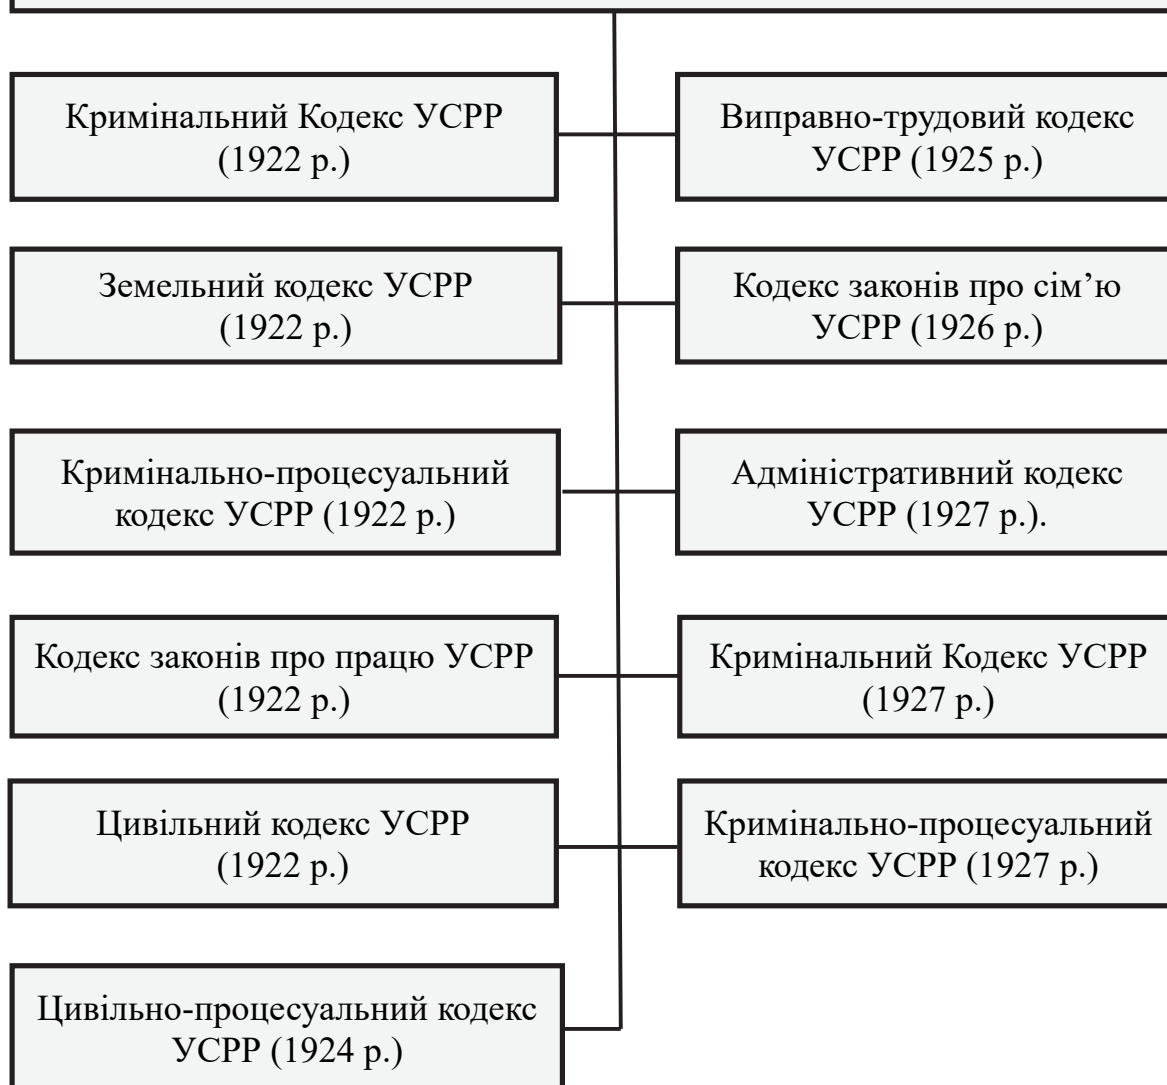 Кримінальний Кодекс УСРР
(1922 р.)
Виправно-трудовий кодекс
УСРР (1925 р.)
Земельний кодекс УСРР
(1922 р.)
Кодекс законів про сім’ю
УСРР (1926 р.)
Кримінально-процесуальний
кодекс УСРР (1922 р.)
Адміністративний кодекс
УСРР (1927 р.).
Кодекс законів про працю УСРР
(1922 р.)
Кримінальний Кодекс УСРР
(1927 р.)
Цивільний кодекс УСРР
(1922 р.)
Кримінально-процесуальний
кодекс УСРР (1927 р.)
Цивільно-процесуальний кодекс
УСРР (1924 р.)